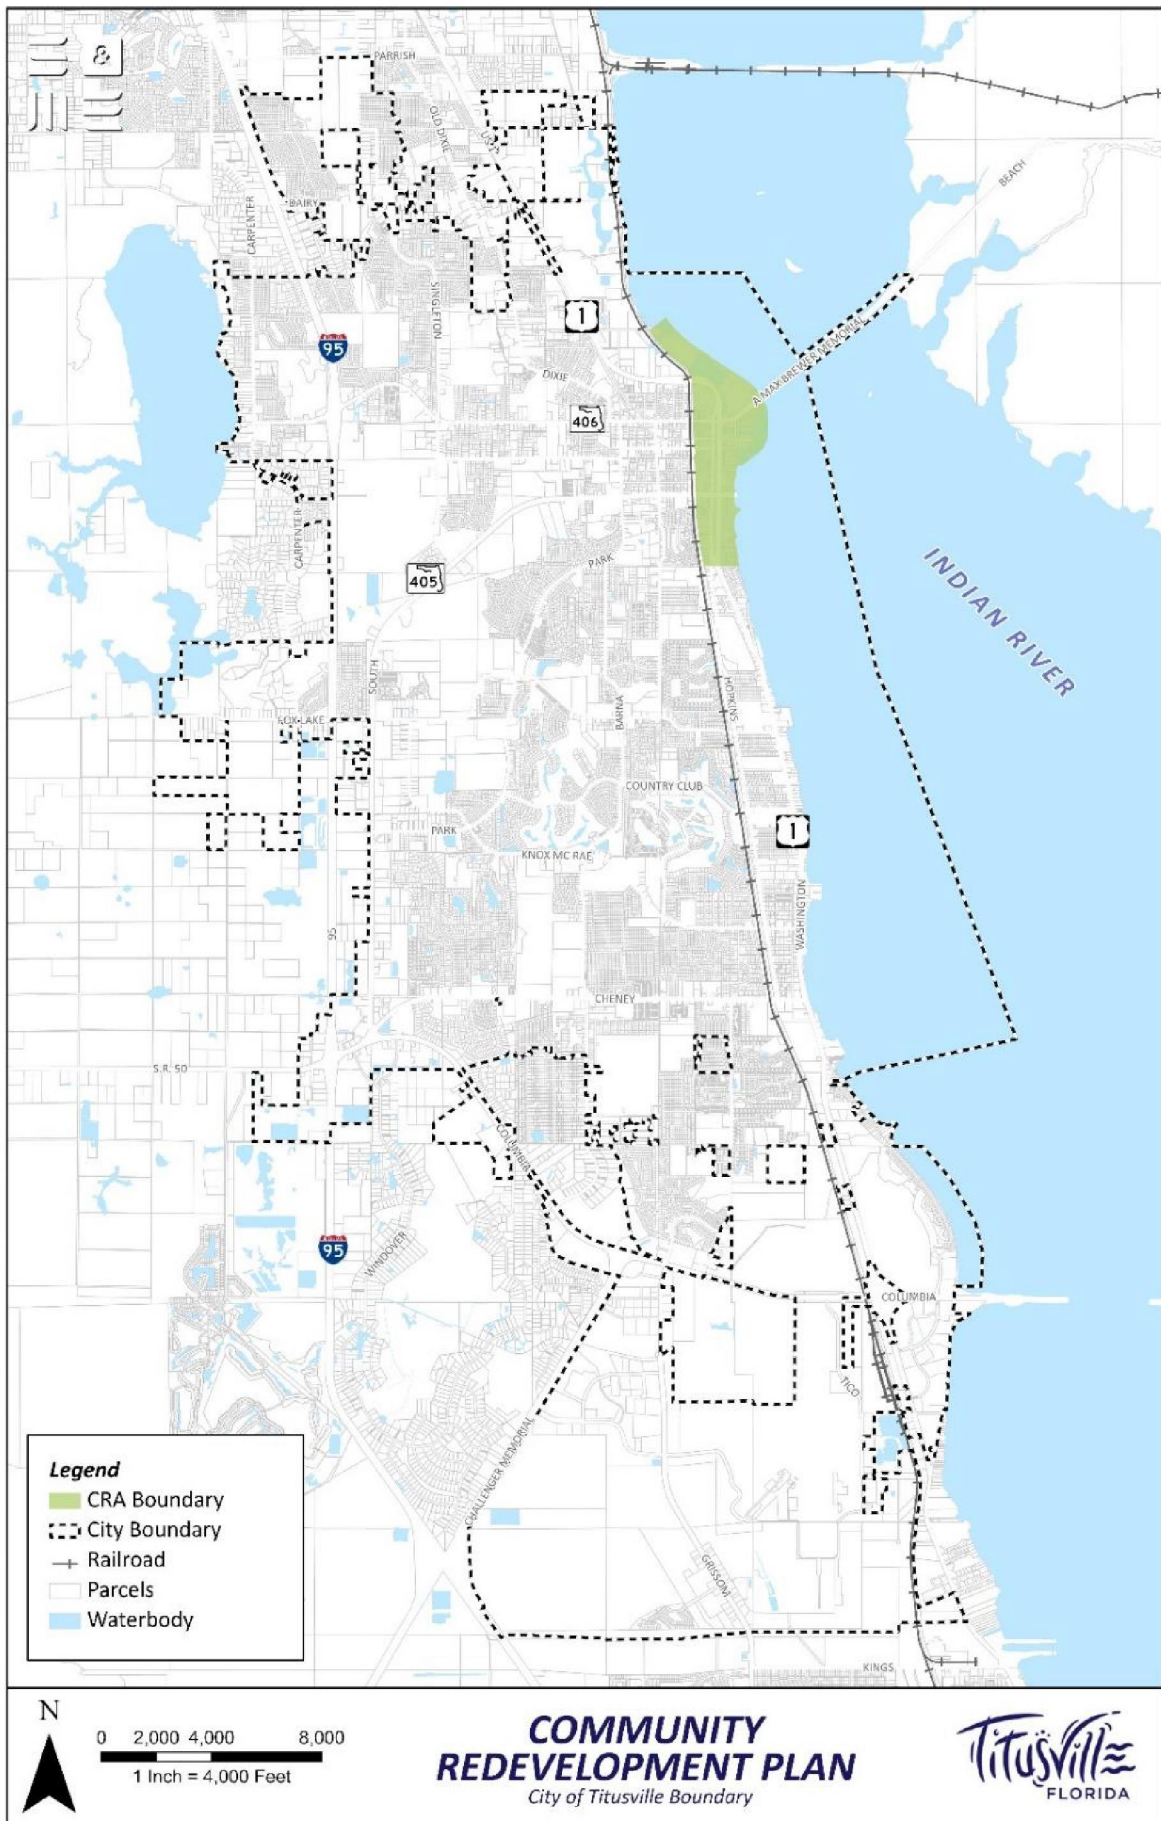 &
PARRISH
OLD DIXIE
US 1
BEACH
CARPENTER
DAIRY
SINGLETON
1
95
A MAX BREWER MEMORIAL
DIXIE
406
CARPENTER
405
PARK
INDIAN RIVER
SOUTH
HOPKINS
BARNA
FOX LAKE
COUNTRY CLUB
1
PARK
KNOX MC RAE
WASHINGTON
95
CHENEY
S.R. 50
COLUMBIA
WINDOVER
95
COLUMBIA
TICO
CHALLENGER MEMORIAL
GRISSOM
KINGS
Legend
CRA Boundary
City Boundary
Railroad
Parcels
Waterbody
N
0 2,000 4,000 8,000
1 Inch = 4,000 Feet
COMMUNITY
REDEVELOPMENT PLAN
City of Titusville Boundary
Titusville
FLORIDA